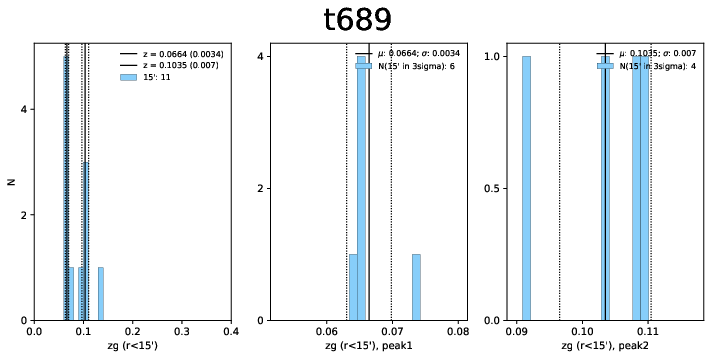 t689
z = 0.0664 (0.0034)
z = 0.1035 (0.007)
15': 11
N
0
2
4
0.0 0.1 0.2 0.3 0.4
zg (r<15')
μ: 0.0664; σ: 0.0034
N(15' in 3sigma): 6
0
2
4
0.06 0.07 0.08
zg (r<15'), peak1
μ: 0.1035; σ: 0.007
N(15' in 3sigma): 4
0.0
0.5
1.0
0.09 0.10 0.11
zg (r<15'), peak2